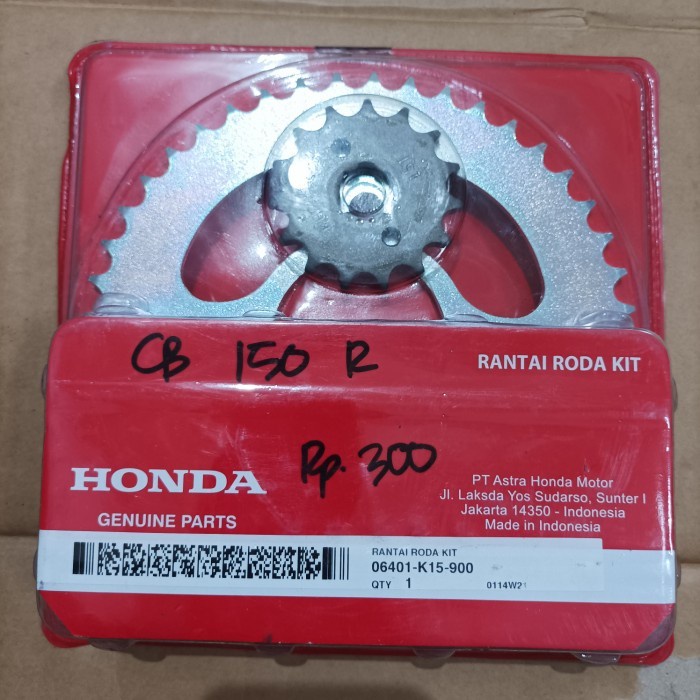 CB 150 R
RANTAI RODA KIT
Rp. 300
HONDA
GENUINE PARTS
PT Astra Honda Motor
Jl. Laksda Yos Sudarso, Sunter I
Jakarta 14350 - Indonesia
Made in Indonesia
RANTAI RODA KIT
06401-K15-900
QTY 1 0114W21